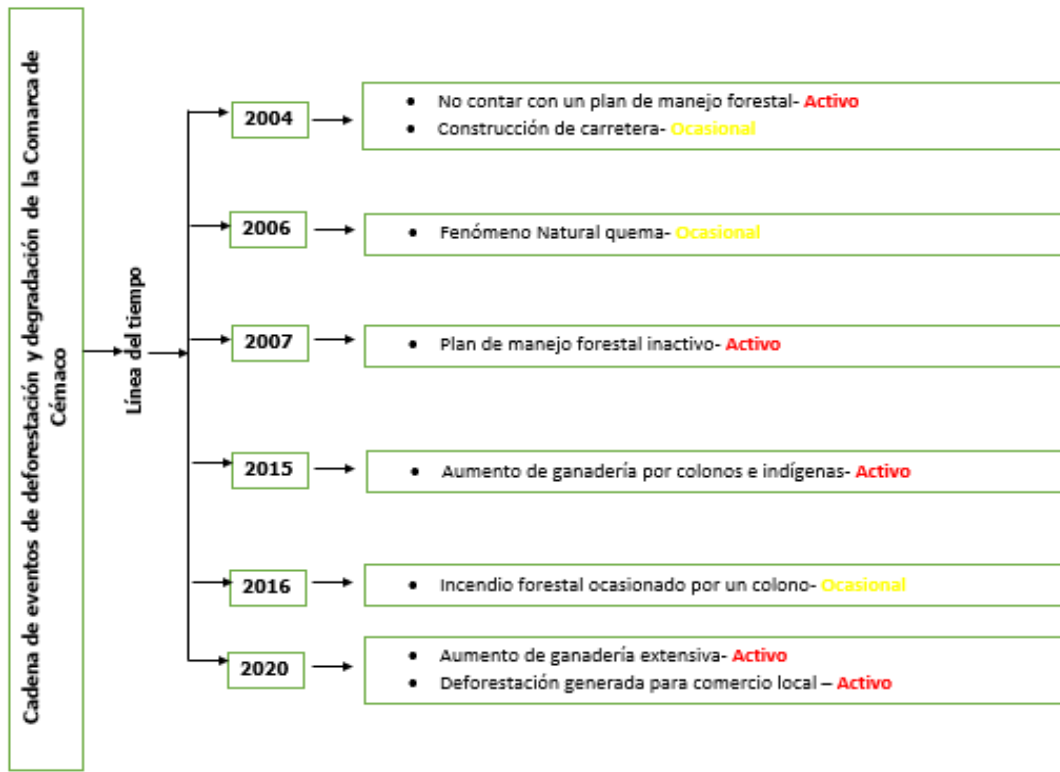 Cadena de eventos de deforestación y degradación de la Comarca de
Cémaco
Línea del tiempo
2004
• No contar con un plan de manejo forestal- Activo
• Construcción de carretera- Ocasional
2006
• Fenómeno Natural quema- Ocasional
2007
• Plan de manejo forestal inactivo- Activo
2015
• Aumento de ganadería por colonos e indígenas- Activo
2016
• Incendio forestal ocasionado por un colono- Ocasional
2020
• Aumento de ganadería extensiva- Activo
• Deforestación generada para comercio local – Activo